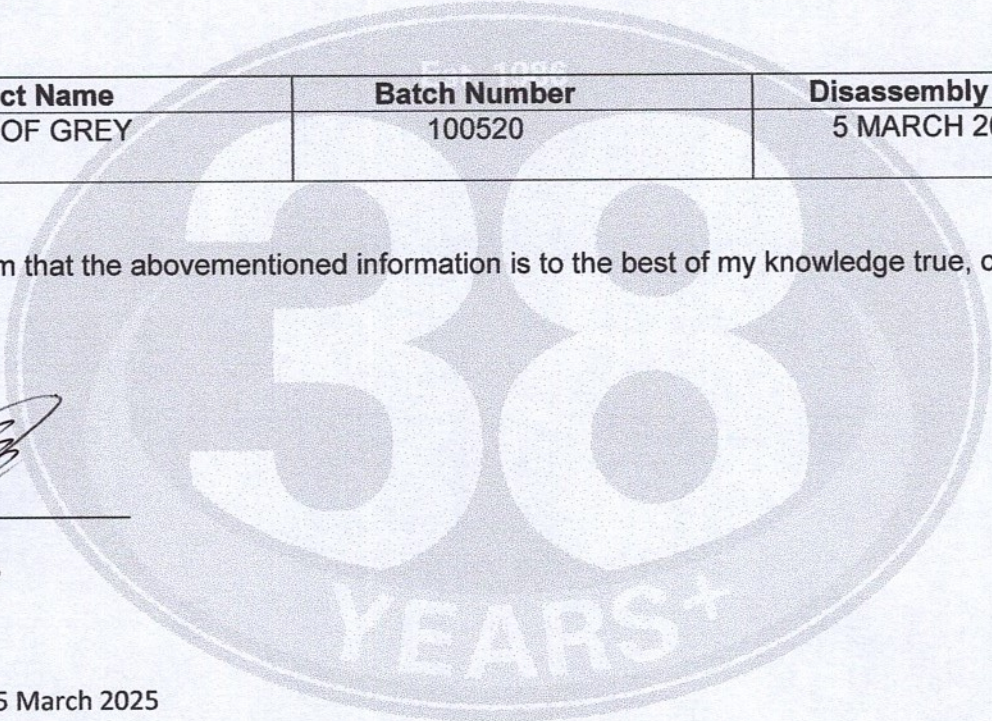 Est. 1986
ct Name Batch Number Disassembly
OF GREY 100520 5 MARCH 20
m that the abovementioned information is to the best of my knowledge true, c
38
YEARS+
5 March 2025